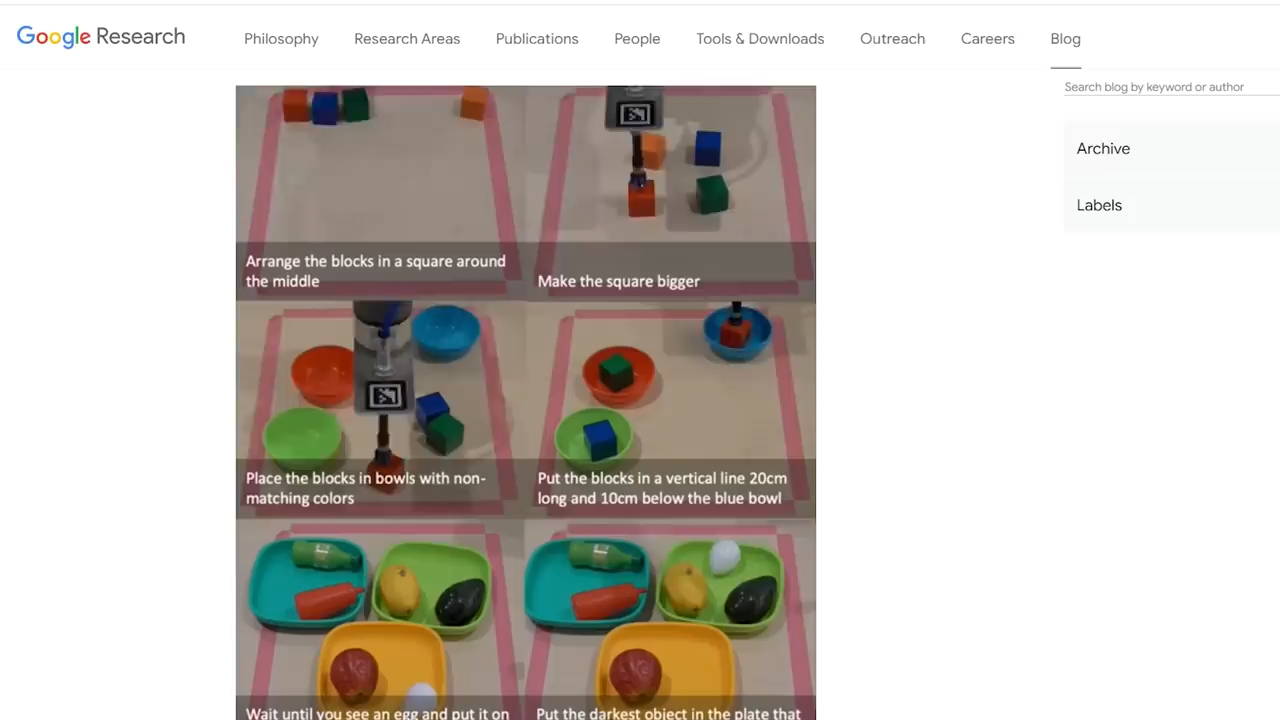 Google Research
Philosophy
Research Areas
Publications
People
Tools & Downloads
Outreach
Careers
Blog
Search blog by keyword or author
Archive
Labels
Arrange the blocks in a square around
the middle
Make the square bigger
Place the blocks in bowls with non-
matching colors
Put the blocks in a vertical line 20cm
long and 10cm below the blue bowl
Wait until you see an egg and put it on
Put the darkest object in the plate that